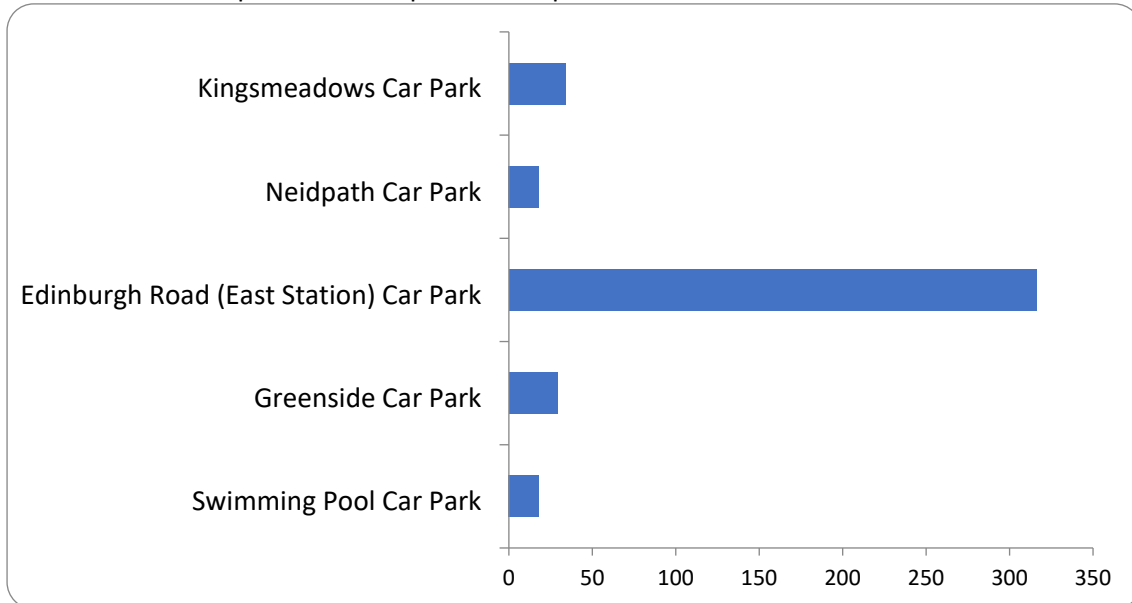 Kingsmeadows Car Park
Neidpath Car Park
Edinburgh Road (East Station) Car Park
Greenside Car Park
Swimming Pool Car Park
0 50 100 150 200 250 300 350